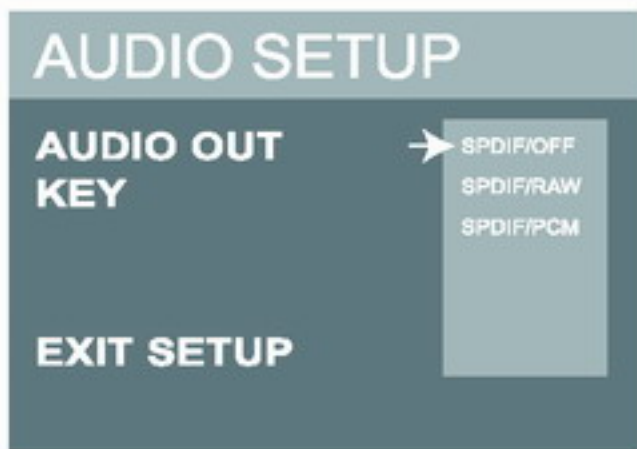 AUDIO SETUP
AUDIO OUT
KEY
EXIT SETUP
SPDIF/OFF
SPDIF/RAW
SPDIF/PCM